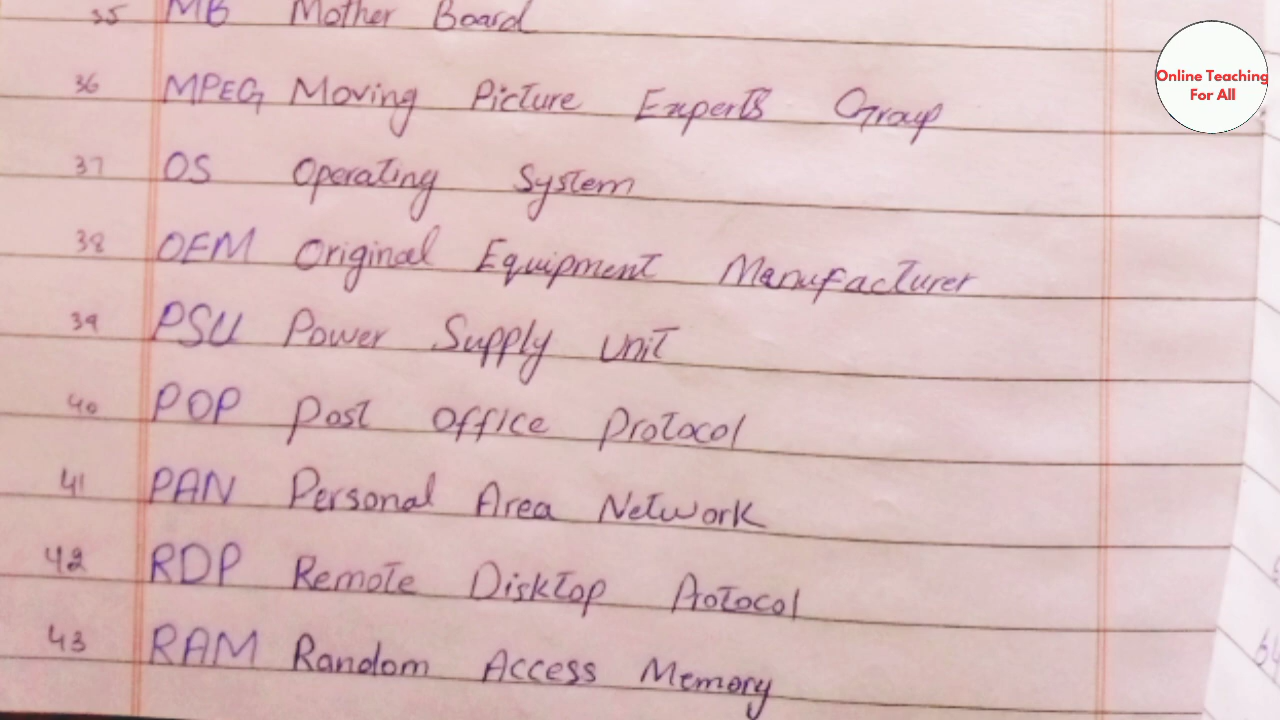 35 MB Mother Board
36 MPEG Moving Picture Experts Group
37 OS Operating System
38 OEM Original Equipment Manufacturer
39 PSU Power Supply Unit
40 POP Post Office Protocol
41 PAN Personal Area Network
42 RDP Remote Disktop Protocol
43 RAM Random Access Memory
Online Teaching
For All